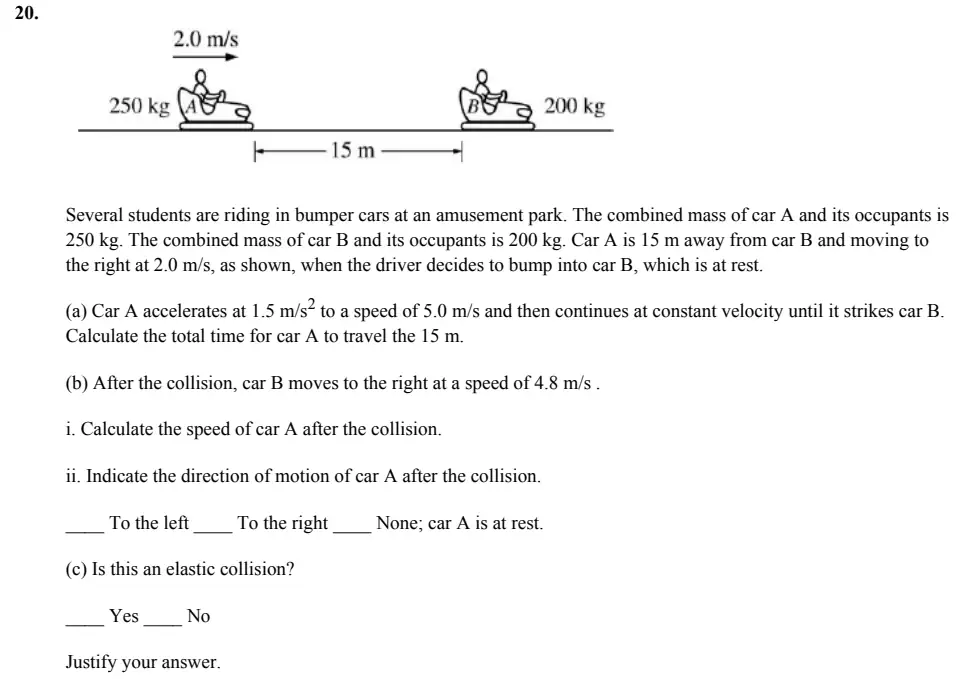 20.
2.0 m/s
250 kg A B 200 kg
15 m
Several students are riding in bumper cars at an amusement park. The combined mass of car A and its occupants is
250 kg. The combined mass of car B and its occupants is 200 kg. Car A is 15 m away from car B and moving to
the right at 2.0 m/s, as shown, when the driver decides to bump into car B, which is at rest.
(a) Car A accelerates at 1.5 m/s² to a speed of 5.0 m/s and then continues at constant velocity until it strikes car B.
Calculate the total time for car A to travel the 15 m.
(b) After the collision, car B moves to the right at a speed of 4.8 m/s .
i. Calculate the speed of car A after the collision.
ii. Indicate the direction of motion of car A after the collision.
____ To the left ____ To the right ____ None; car A is at rest.
(c) Is this an elastic collision?
____ Yes ____ No
Justify your answer.